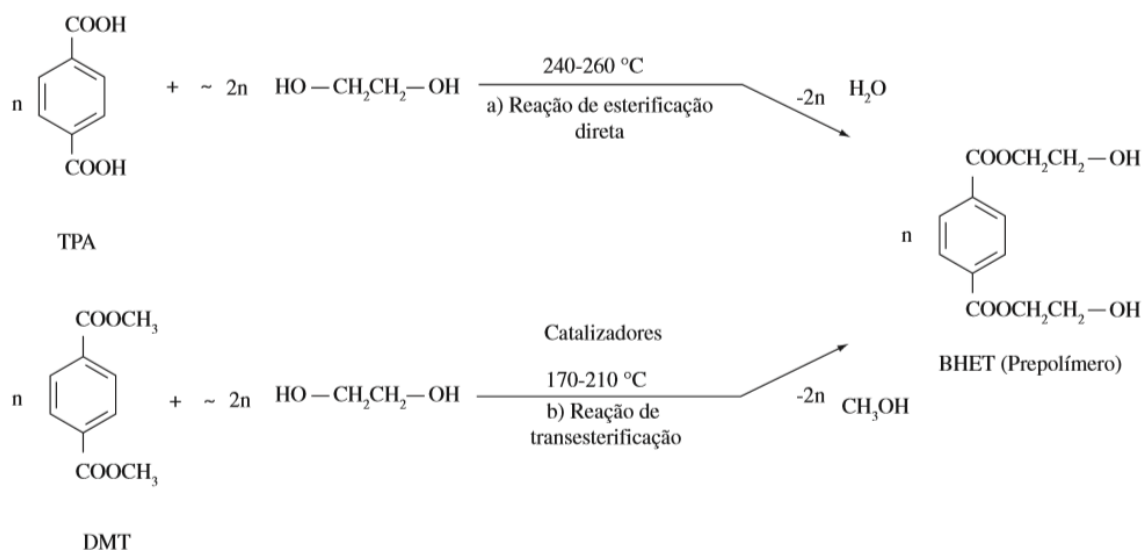 COOH
n
+ ~ 2n HO—CH₂CH₂—OH
240-260 °C
a) Reação de esterificação
direta
-2n H₂O
COOH
TPA
COOCH₂CH₂—OH
n
COOCH₂CH₂—OH
BHET (Prepolímero)
COOCH₃
n
+ ~ 2n HO—CH₂CH₂—OH
Catalizadores
170-210 °C
b) Reação de
transesterificação
-2n CH₃OH
COOCH₃
DMT